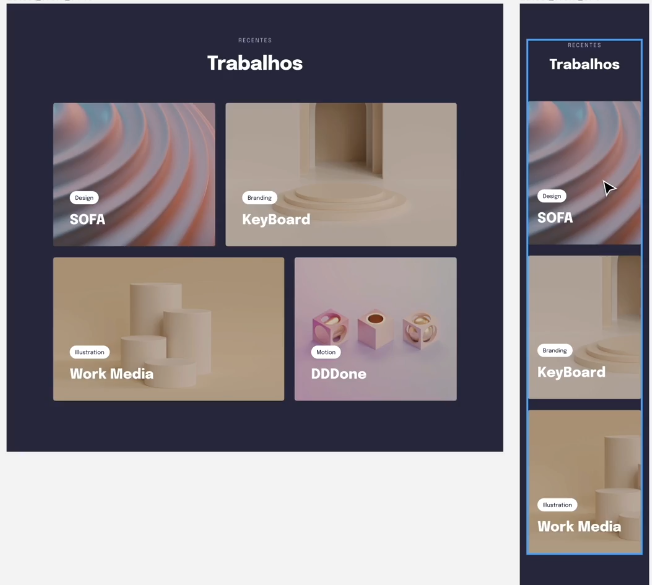 RECENTES
Trabalhos
Design
SOFA
Branding
KeyBoard
Illustration
Work Media
Motion
DDDone
RECENTES
Trabalhos
Design
SOFA
Branding
KeyBoard
Illustration
Work Media